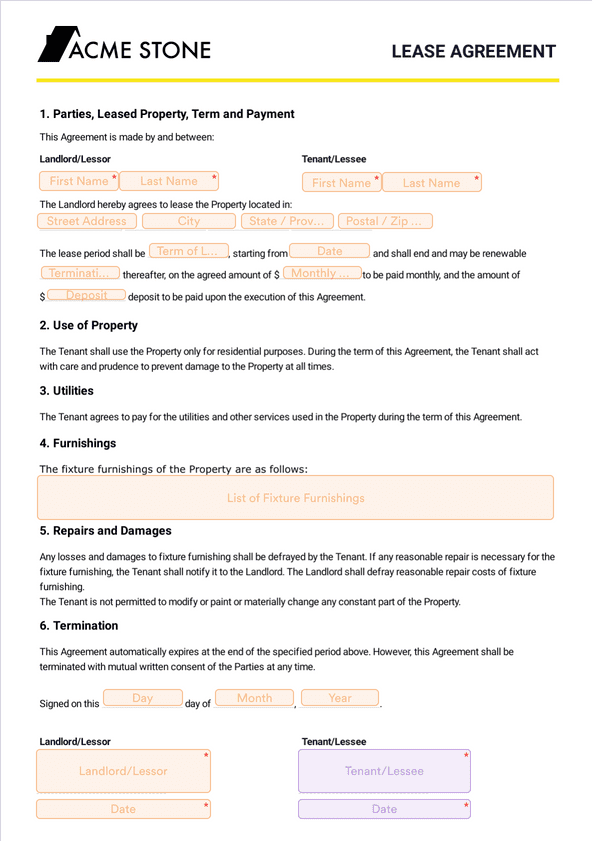 ACME STONE
LEASE AGREEMENT
1. Parties, Leased Property, Term and Payment
This Agreement is made by and between:
Landlord/Lessor Tenant/Lessee
First Name * Last Name * First Name * Last Name *
The Landlord hereby agrees to lease the Property located in:
Street Address City State / Prov... Postal / Zip ...
The lease period shall be Term of L... , starting from Date and shall end and may be renewable
Terminati... thereafter, on the agreed amount of $ Monthly ... to be paid monthly, and the amount of
$ Deposit deposit to be paid upon the execution of this Agreement.
2. Use of Property
The Tenant shall use the Property only for residential purposes. During the term of this Agreement, the Tenant shall act
with care and prudence to prevent damage to the Property at all times.
3. Utilities
The Tenant agrees to pay for the utilities and other services used in the Property during the term of this Agreement.
4. Furnishings
The fixture furnishings of the Property are as follows:
List of Fixture Furnishings
5. Repairs and Damages
Any losses and damages to fixture furnishing shall be defrayed by the Tenant. If any reasonable repair is necessary for the
fixture furnishing, the Tenant shall notify it to the Landlord. The Landlord shall defray reasonable repair costs of fixture
furnishing.
The Tenant is not permitted to modify or paint or materially change any constant part of the Property.
6. Termination
This Agreement automatically expires at the end of the specified period above. However, this Agreement shall be
terminated with mutual written consent of the Parties at any time.
Signed on this Day day of Month , Year .
Landlord/Lessor Tenant/Lessee
Landlord/Lessor * Tenant/Lessee *
Date * Date *